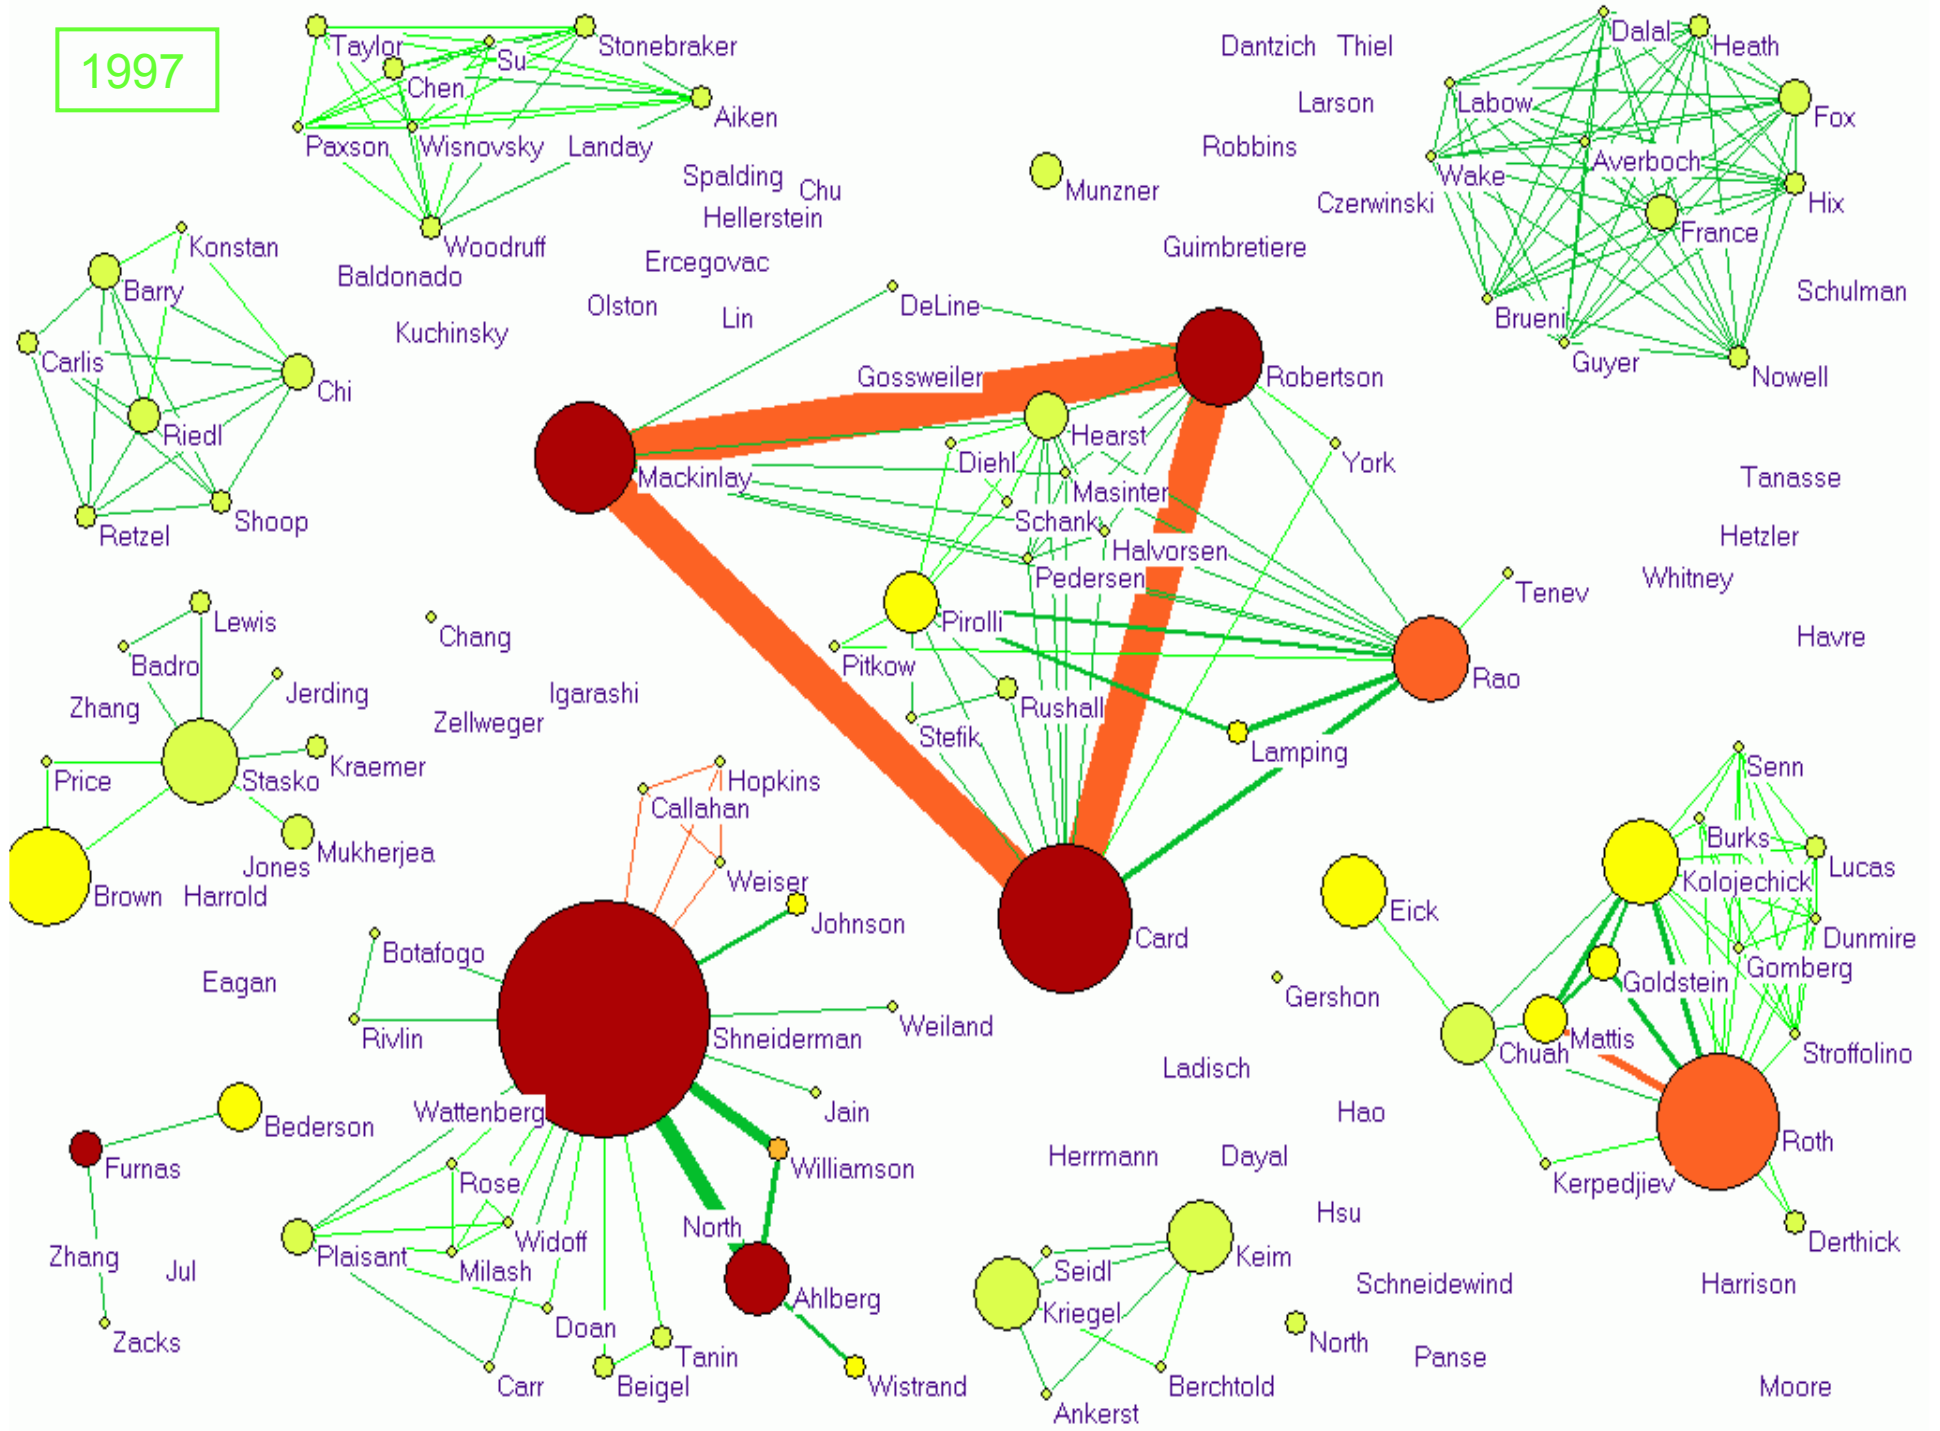 1997
Taylor
Su
Stonebraker
Chen
Aiken
Paxson
Wisnovsky
Landay
Woodruff
Spalding
Chu
Hellerstein
Ercegovac
Baldonado
Olston
Lin
Kuchinsky
Dantzich
Thiel
Larson
Robbins
Munzner
Czerwinski
Guimbretiere
Dalal
Heath
Labow
Fox
Averboch
Wake
Hix
France
Schulman
Brueni
Guyer
Nowell
Konstan
Barry
Carlis
Chi
Riedl
Shoop
Retzel
DeLine
Gossweiler
Robertson
Hearst
Mackinlay
Diehl
York
Masinter
Schank
Halvorsen
Pedersen
Tanasse
Hetzler
Whitney
Tenev
Havre
Pirolli
Pitkow
Rao
Rushall
Stefik
Lamping
Lewis
Chang
Badro
Jerding
Zhang
Igarashi
Zellweger
Price
Stasko
Kraemer
Jones
Mukherjea
Brown
Harrold
Hopkins
Callahan
Weiser
Johnson
Card
Eick
Senn
Burks
Lucas
Kolojechick
Dunmire
Gomberg
Goldstein
Botafogo
Eagan
Gershon
Rivlin
Shneiderman
Weiland
Chuah
Mattis
Stroffolino
Ladisch
Jain
Hao
Wattenberg
Bederson
Furnas
Roth
Herrmann
Dayal
Williamson
Rose
Kerpedjiev
Hsu
North
Widoff
Plaisant
Milash
Zhang
Jul
Seidl
Keim
Derthick
Schneidewind
Harrison
Ahlberg
Kriegel
Doan
Zacks
North
Tanin
Panse
Carr
Beigel
Wistrand
Berchtold
Moore
Ankerst